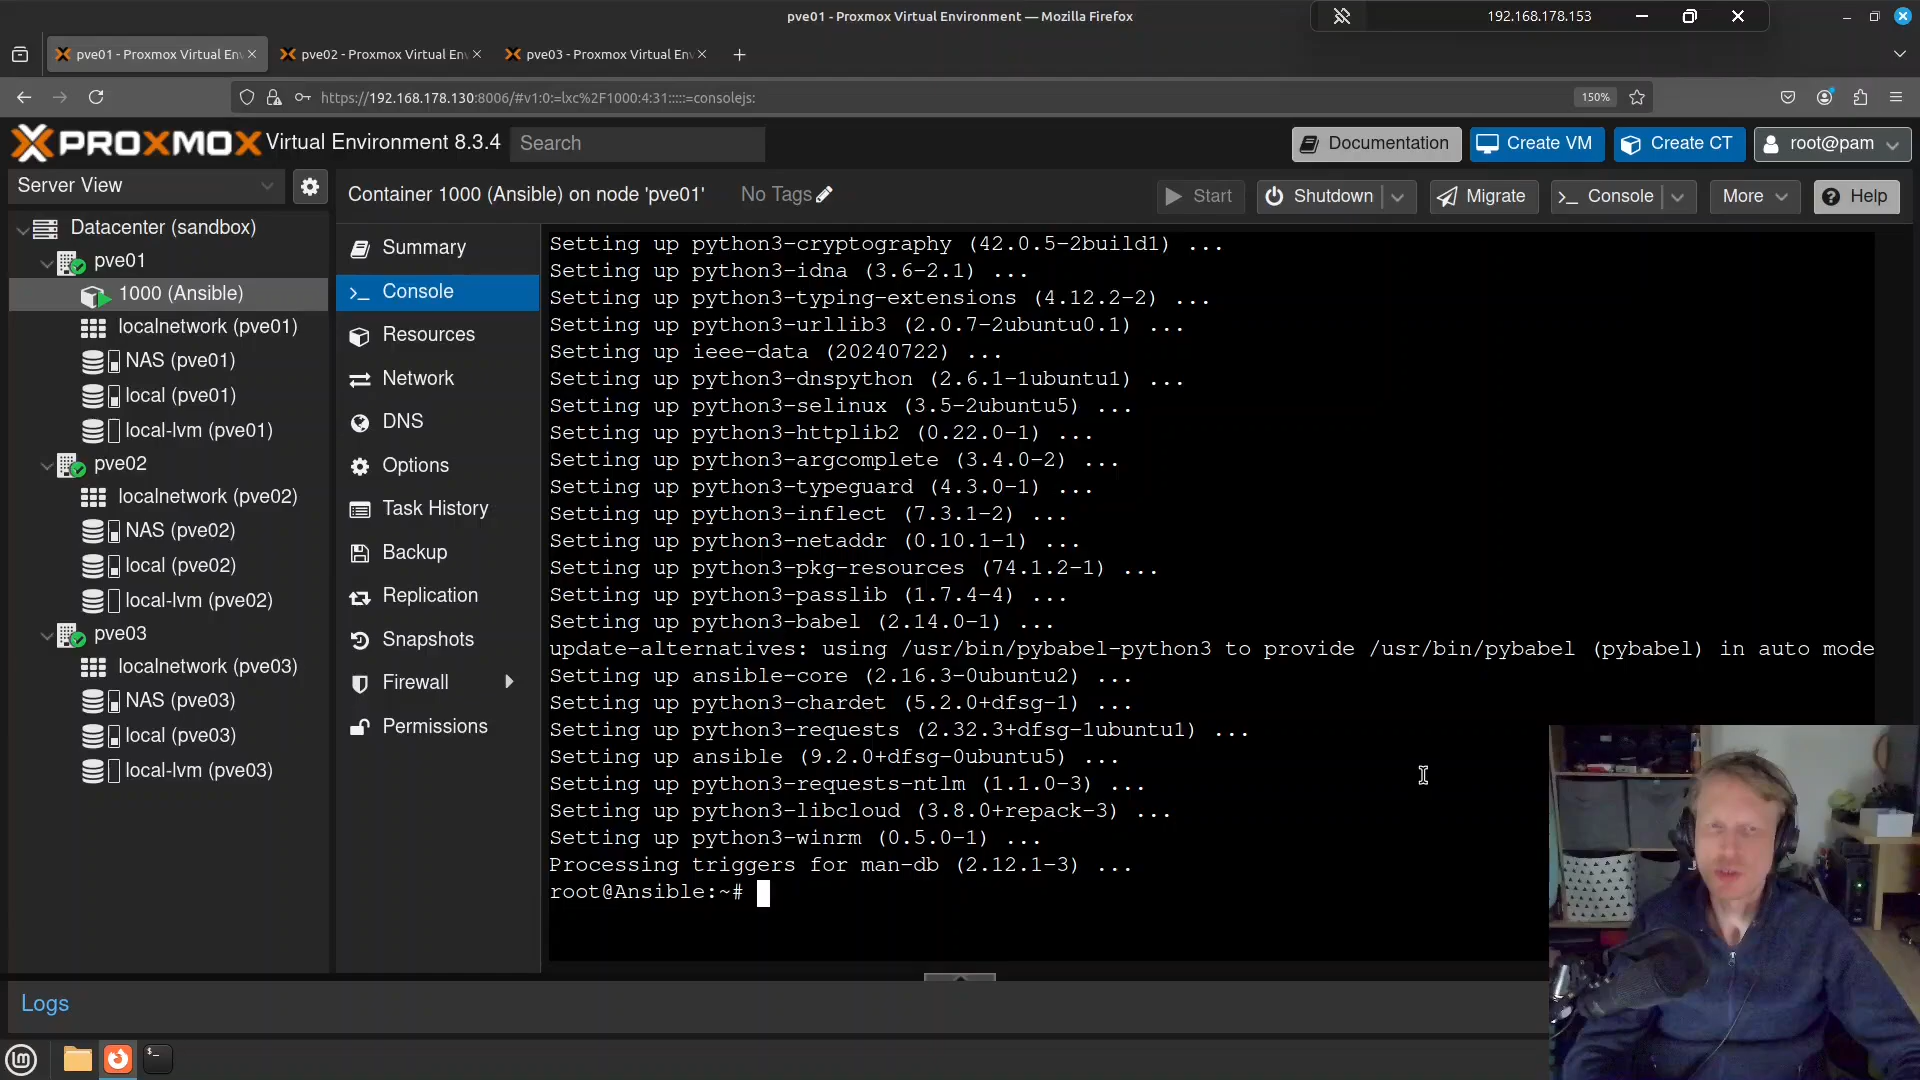 pve01 - Proxmox Virtual Environment — Mozilla Firefox
192.168.178.153
pve01 - Proxmox Virtual En
pve02 - Proxmox Virtual En
pve03 - Proxmox Virtual En
https://192.168.178.130:8006/#v1:0:=lxc%2F1000:4:31:::::=consolejs:
150%
PROXMOX Virtual Environment 8.3.4
Search
Documentation
Create VM
Create CT
root@pam
Server View
Container 1000 (Ansible) on node 'pve01'
No Tags
Start
Shutdown
Migrate
Console
More
Help
Datacenter (sandbox)
pve01
1000 (Ansible)
localnetwork (pve01)
NAS (pve01)
local (pve01)
local-lvm (pve01)
pve02
localnetwork (pve02)
NAS (pve02)
local (pve02)
local-lvm (pve02)
pve03
localnetwork (pve03)
NAS (pve03)
local (pve03)
local-lvm (pve03)
Summary
Console
Resources
Network
DNS
Options
Task History
Backup
Replication
Snapshots
Firewall
Permissions
Setting up python3-cryptography (42.0.5-2build1) ...
Setting up python3-idna (3.6-2.1) ...
Setting up python3-typing-extensions (4.12.2-2) ...
Setting up python3-urllib3 (2.0.7-2ubuntu0.1) ...
Setting up ieee-data (20240722) ...
Setting up python3-dnspython (2.6.1-1ubuntu1) ...
Setting up python3-selinux (3.5-2ubuntu5) ...
Setting up python3-httplib2 (0.22.0-1) ...
Setting up python3-argcomplete (3.4.0-2) ...
Setting up python3-typeguard (4.3.0-1) ...
Setting up python3-inflect (7.3.1-2) ...
Setting up python3-netaddr (0.10.1-1) ...
Setting up python3-pkg-resources (74.1.2-1) ...
Setting up python3-passlib (1.7.4-4) ...
Setting up python3-babel (2.14.0-1) ...
update-alternatives: using /usr/bin/pybabel-python3 to provide /usr/bin/pybabel (pybabel) in auto mode
Setting up ansible-core (2.16.3-0ubuntu2) ...
Setting up python3-chardet (5.2.0+dfsg-1) ...
Setting up python3-requests (2.32.3+dfsg-1ubuntu1) ...
Setting up ansible (9.2.0+dfsg-0ubuntu5) ...
Setting up python3-requests-ntlm (1.1.0-3) ...
Setting up python3-libcloud (3.8.0+repack-3) ...
Setting up python3-winrm (0.5.0-1) ...
Processing triggers for man-db (2.12.1-3) ...
root@Ansible:~#
Logs